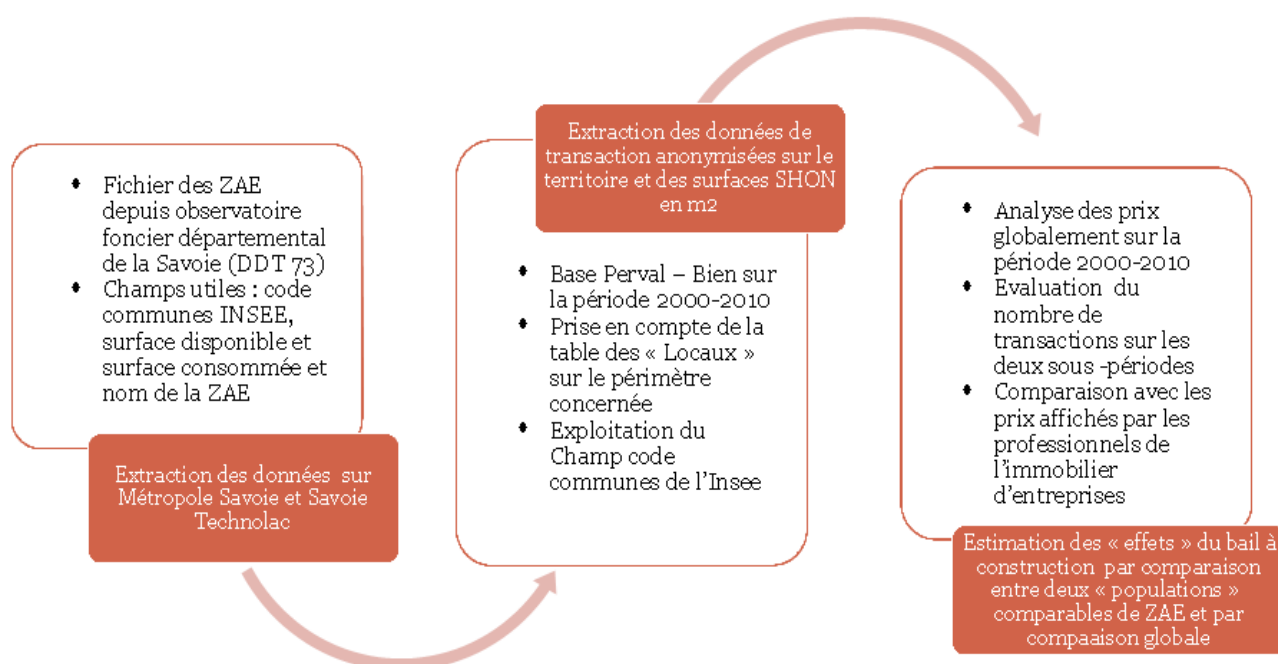 • Fichier des ZAE
depuis observatoire
foncier départemental
de la Savoie (DDT 73)
• Champs utiles : code
communes INSEE,
surface disponible et
surface consommée et
nom de la ZAE
Extraction des données sur
Métropole Savoie et Savoie
Technolac
Extraction des données de
transaction anonymisées sur le
territoire et des surfaces SHON
en m2
• Base Perval – Bien sur
la période 2000-2010
• Prise en compte de la
table des « Locaux »
sur le périmètre
concernée
• Exploitation du
Champ code
communes de l'Insee
• Analyse des prix
globalement sur la
période 2000-2010
• Evaluation du
nombre de
transactions sur les
deux sous -périodes
• Comparaison avec les
prix affichés par les
professionnels de
l'immobilier
d'entreprises
Estimation des « effets » du bail à
construction par comparaison
entre deux « populations »
comparables de ZAE et par
compaaison globale